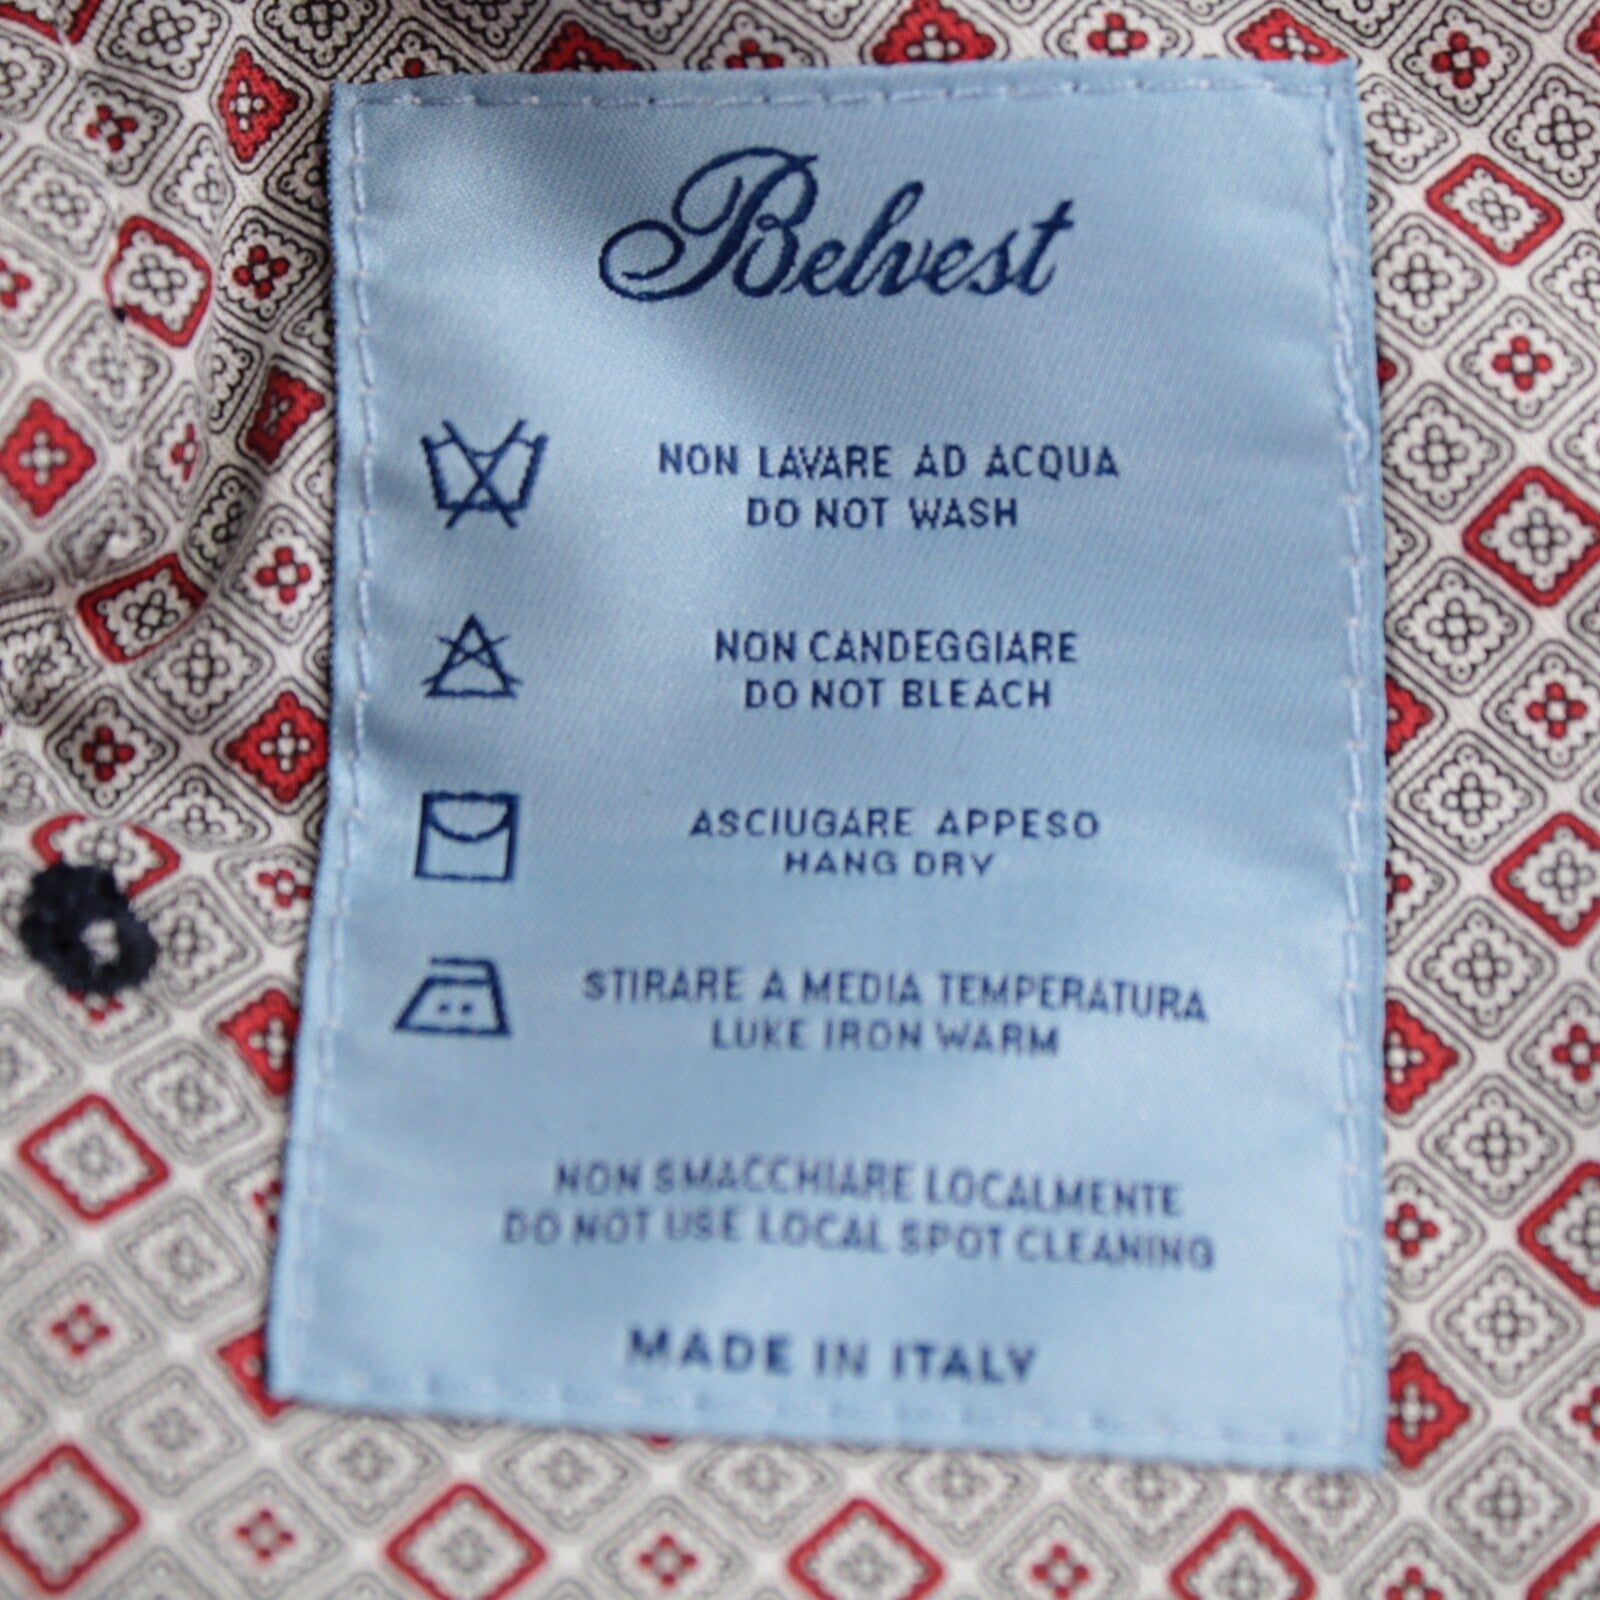 Belvest
NON LAVARE AD ACQUA
DO NOT WASH
NON CANDEGGIARE
DO NOT BLEACH
ASCIUGARE APPESO
HANG DRY
STIRARE A MEDIA TEMPERATURA
LUKE IRON WARM
NON SMACCHIARE LOCALMENTE
DO NOT USE LOCAL SPOT CLEANING
MADE IN ITALY